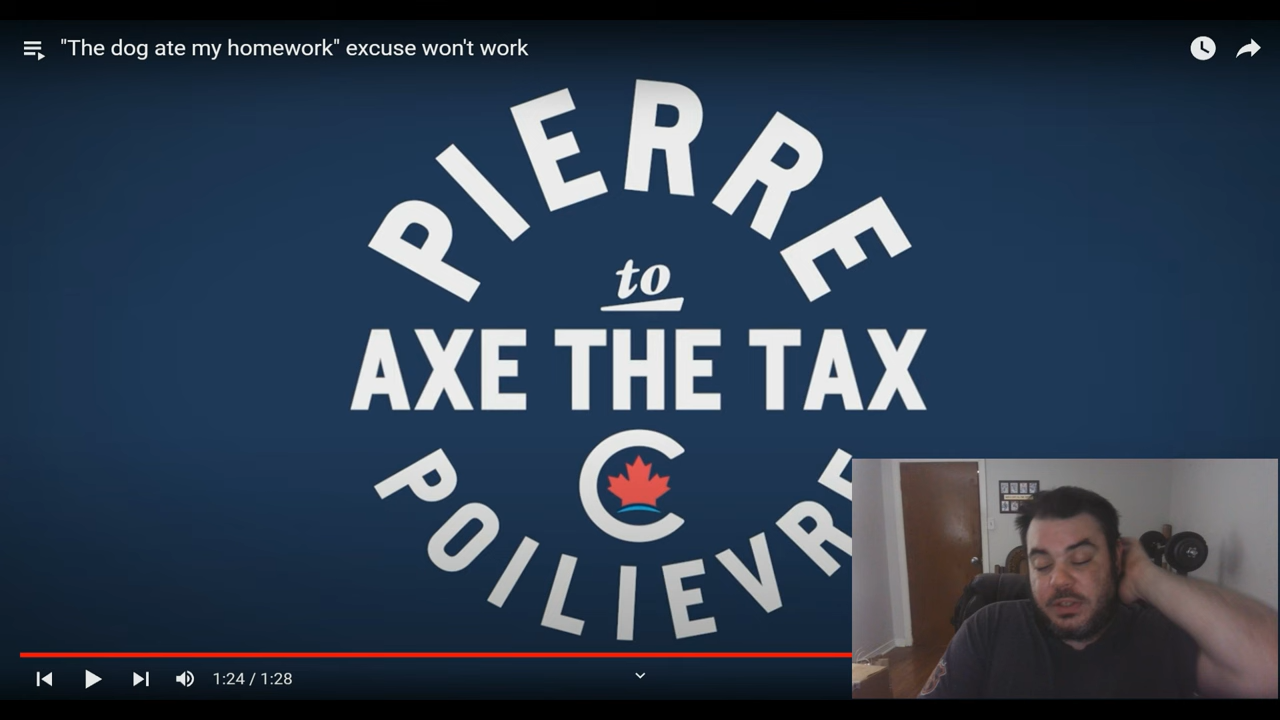 "The dog ate my homework" excuse won't work
PIERRE
to
AXE THE TAX
POILIEVRE
1:24 / 1:28